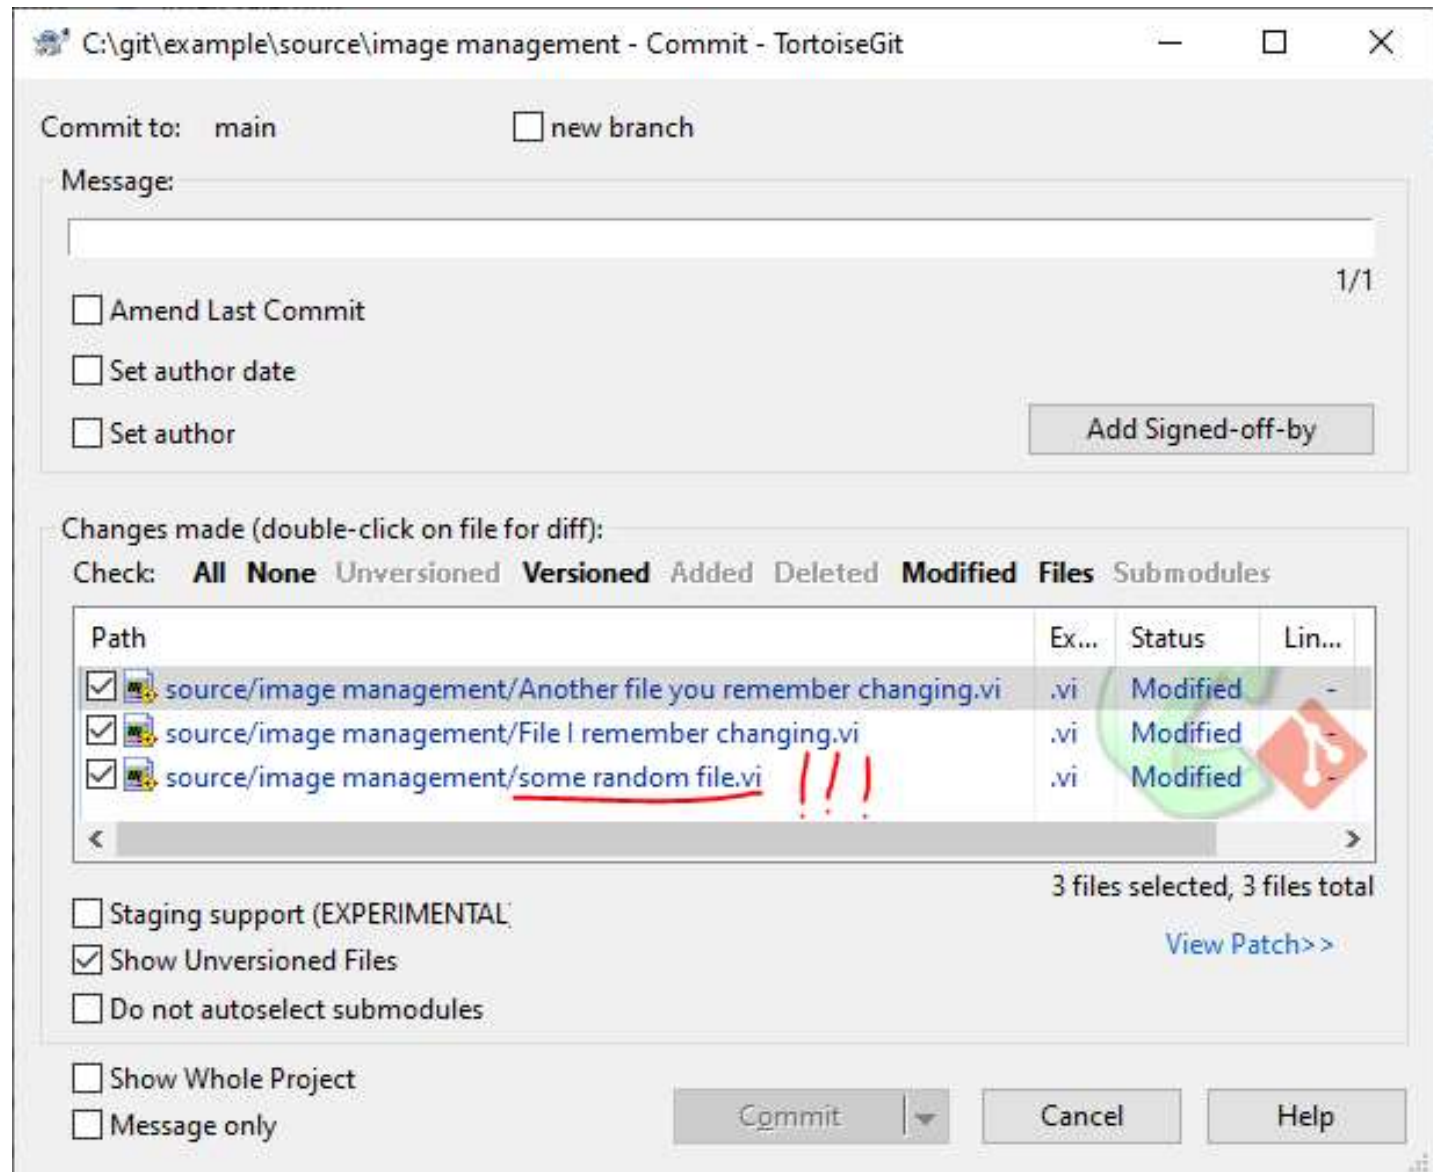 C:\git\example\source\image management - Commit - TortoiseGit
Commit to: main new branch
Message:
1/1
Amend Last Commit
Set author date
Set author Add Signed-off-by
Changes made (double-click on file for diff):
Check: All None Unversioned Versioned Added Deleted Modified Files Submodules
Path Ex... Status Lin...
source/image management/Another file you remember changing.vi .vi Modified -
source/image management/File I remember changing.vi .vi Modified -
source/image management/some random file.vi !!! .vi Modified -
3 files selected, 3 files total
Staging support (EXPERIMENTAL)
View Patch>>
Show Unversioned Files
Do not autoselect submodules
Show Whole Project
Message only
Commit Cancel Help